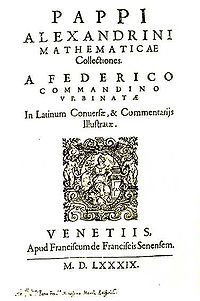 PAPPI
ALEXANDRINI
MATHEMATICAE
Collectiones.
A FEDERICO
COMMANDINO
VRBINATE
In Latinum Conuersæ, & Commentarijs
Illustratæ.
VENETIIS,
Apud Franciscum de Franciscis Senensem.
M. D. LXXXIX.